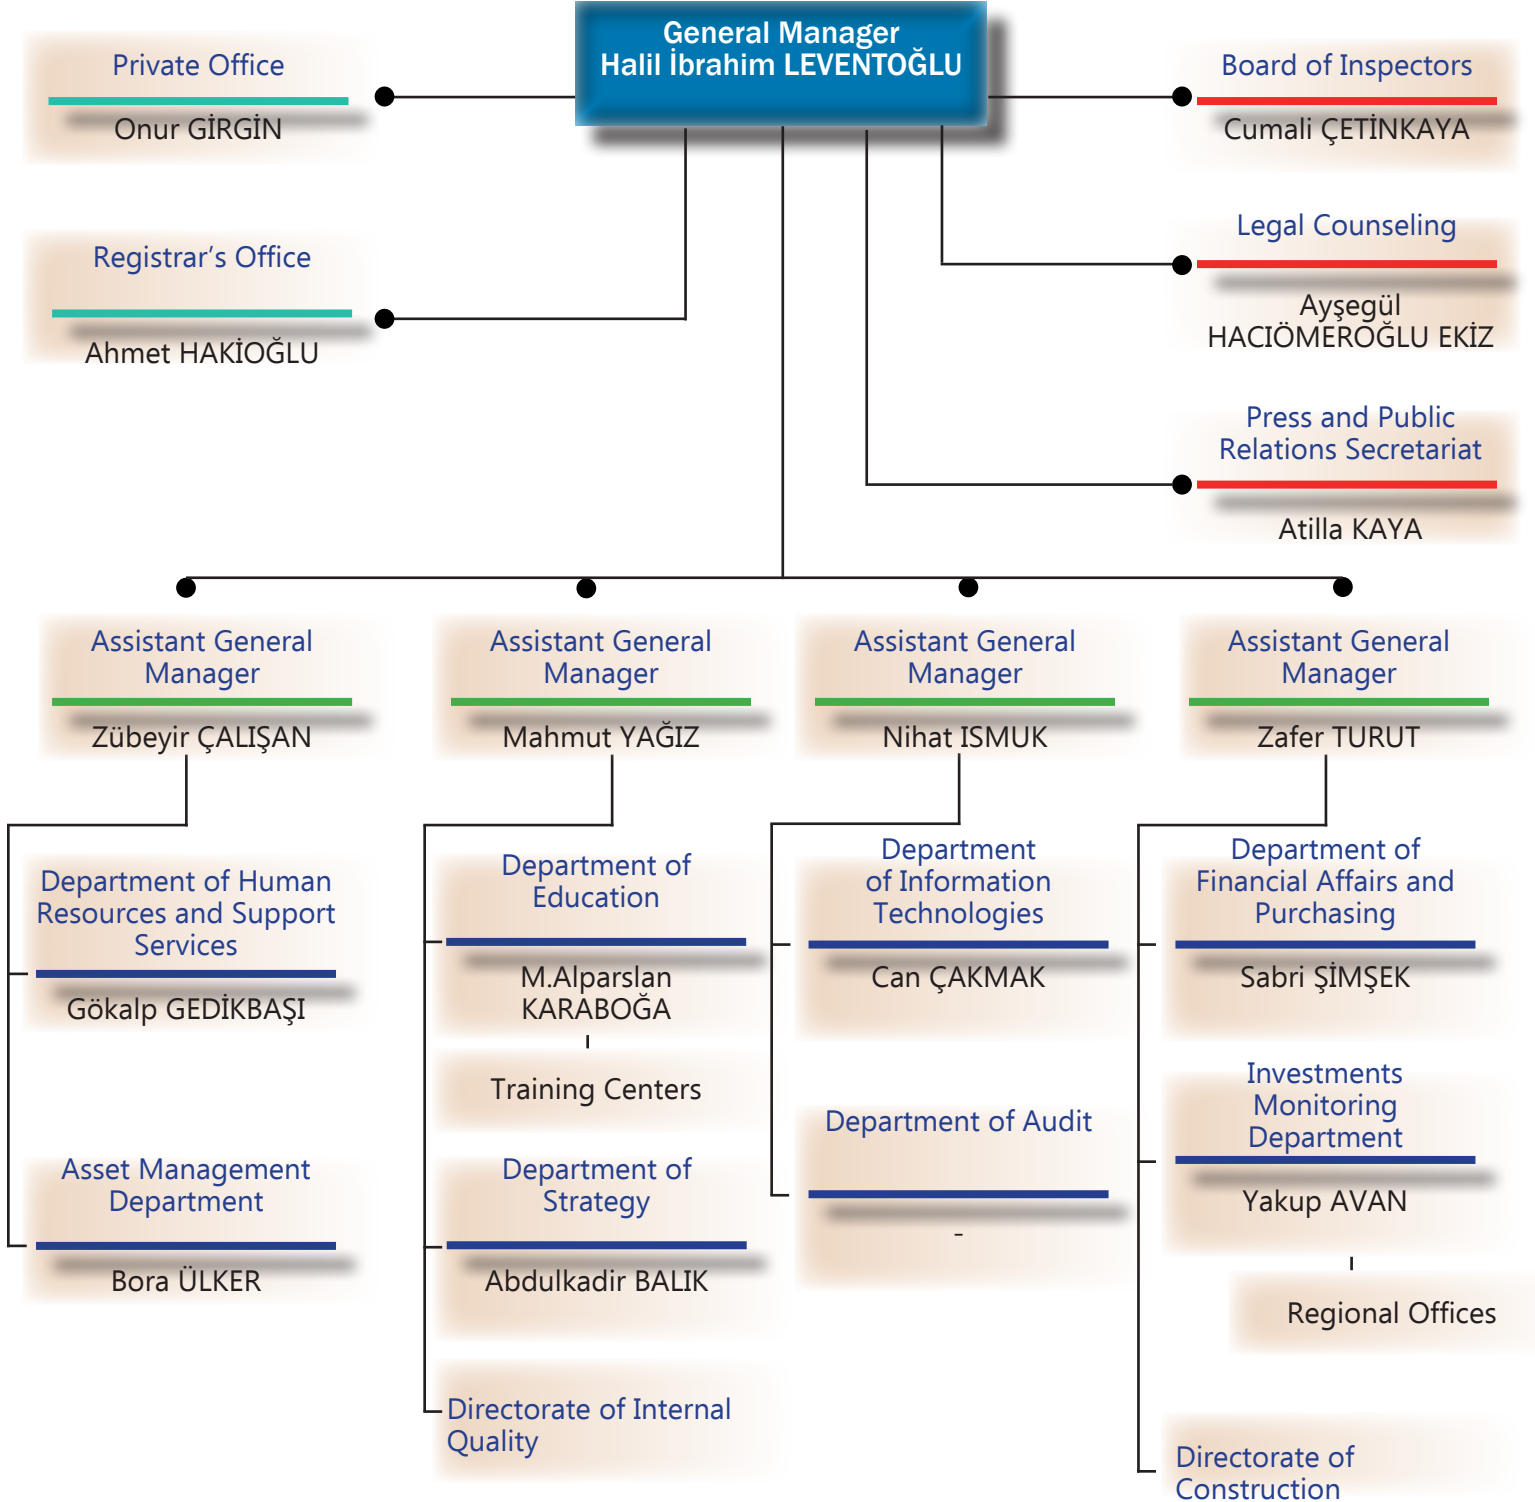 General Manager
Halil İbrahim LEVENTOĞLU
Private Office
Onur GİRGİN
Board of Inspectors
Cumali ÇETİNKAYA
Registrar’s Office
Ahmet HAKİOĞLU
Legal Counseling
Ayşegül
HACIÖMEROĞLU EKİZ
Press and Public
Relations Secretariat
Atilla KAYA
Assistant General
Manager
Zübeyir ÇALIŞAN
Assistant General
Manager
Mahmut YAĞIZ
Assistant General
Manager
Nihat ISMUK
Assistant General
Manager
Zafer TURUT
Department of Human
Resources and Support
Services
Gökalp GEDİKBAŞI
Asset Management
Department
Bora ÜLKER
Department of
Education
M.Alparslan
KARABOĞA
Training Centers
Department of
Strategy
Abdulkadir BALIK
Directorate of Internal
Quality
Department
of Information
Technologies
Can ÇAKMAK
Department of Audit
-
Department of
Financial Affairs and
Purchasing
Sabri ŞİMŞEK
Investments
Monitoring
Department
Yakup AVAN
Regional Offices
Directorate of
Construction